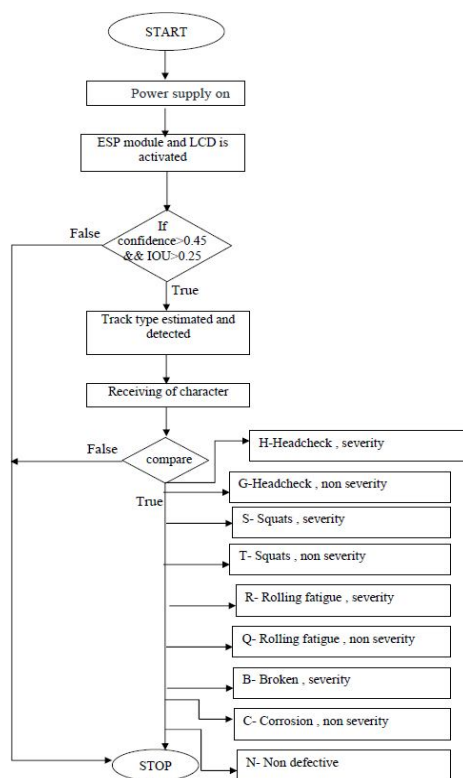 START
Power supply on
ESP module and LCD is
activated
If
confidence>0.45
&& IOU>0.25
False
True
Track type estimated and
detected
Receiving of character
compare
False
True
H-Headcheck , severity
G-Headcheck , non severity
S- Squats , severity
T- Squats , non severity
R- Rolling fatigue , severity
Q- Rolling fatigue , non severity
B- Broken , severity
C- Corrosion , non severity
N- Non defective
STOP